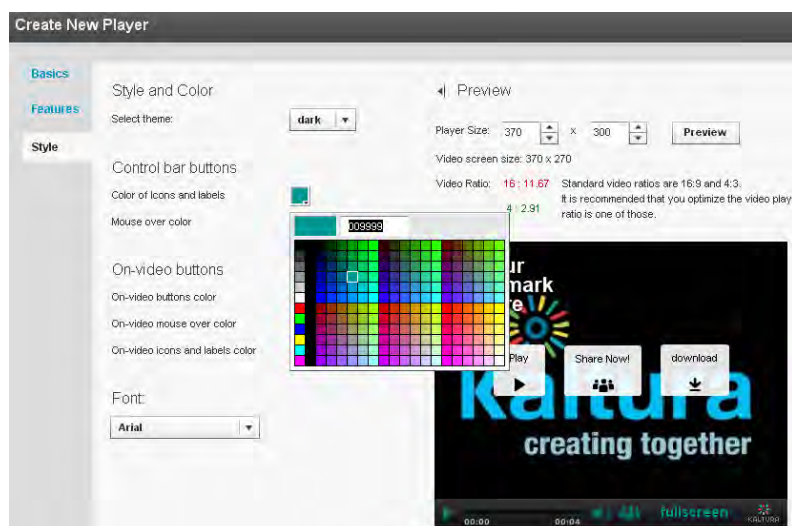 Create New Player
Basics
Features
Style
Style and Color
Select theme:
dark
Control bar buttons
Color of Icons and labels
Mouse over color
009999
On-video buttons
On-video buttons color
On-video mouse over color
On-video icons and labels color
Font:
Arial
Preview
Player Size: 370 x 300 Preview
Video screen size: 370 x 270
Video Ratio: 16 : 11.67 Standard video ratios are 16:9 and 4:3.
It is recommended that you optimize the video play
4 : 2.91 ratio is one of those.
ur
mark
re
Play
Share Now!
download
kaltura
creating together
00:00
00:04
fullscreen
KALTURA